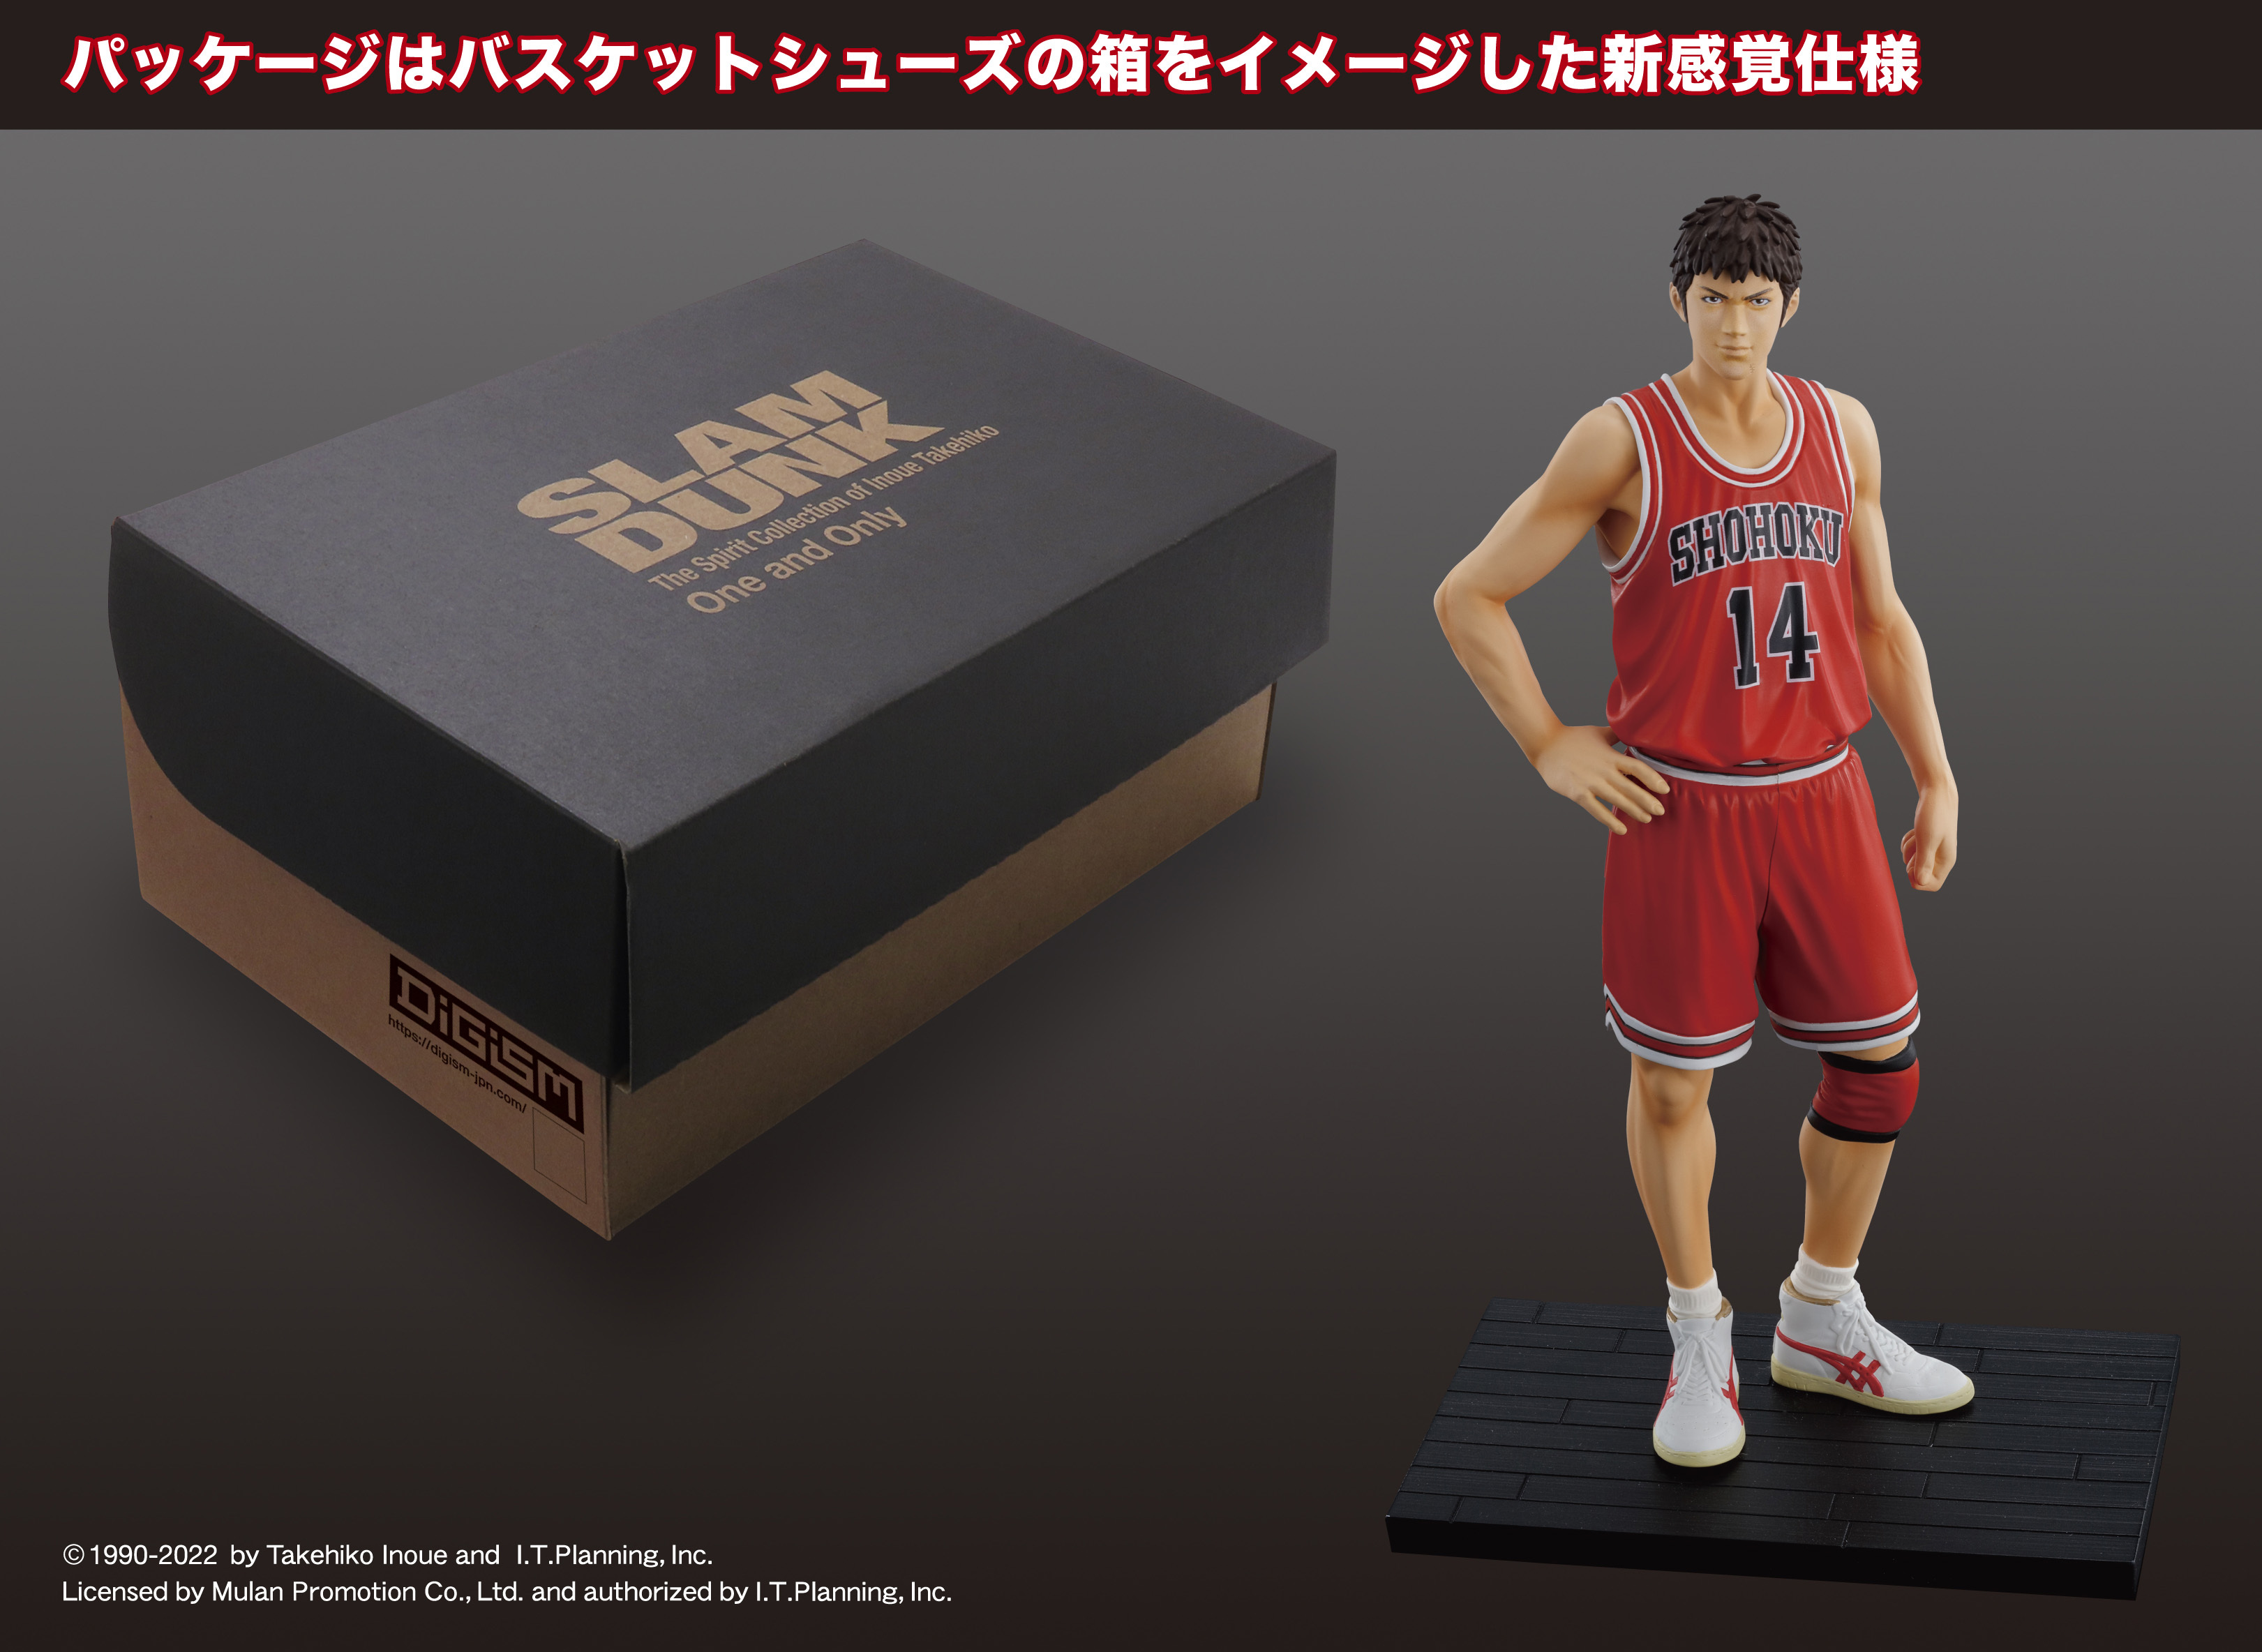 パッケージはバスケットシューズの箱をイメージした新感覚仕様
SLAM
DUNK
The Spirit Collection of Inoue Takehiko
One and Only
DiGiSM
https://digism-jpn.com/
SHOHOKU
14
©1990-2022 by Takehiko Inoue and I.T.Planning, Inc.
Licensed by Mulan Promotion Co., Ltd. and authorized by I.T.Planning, Inc.